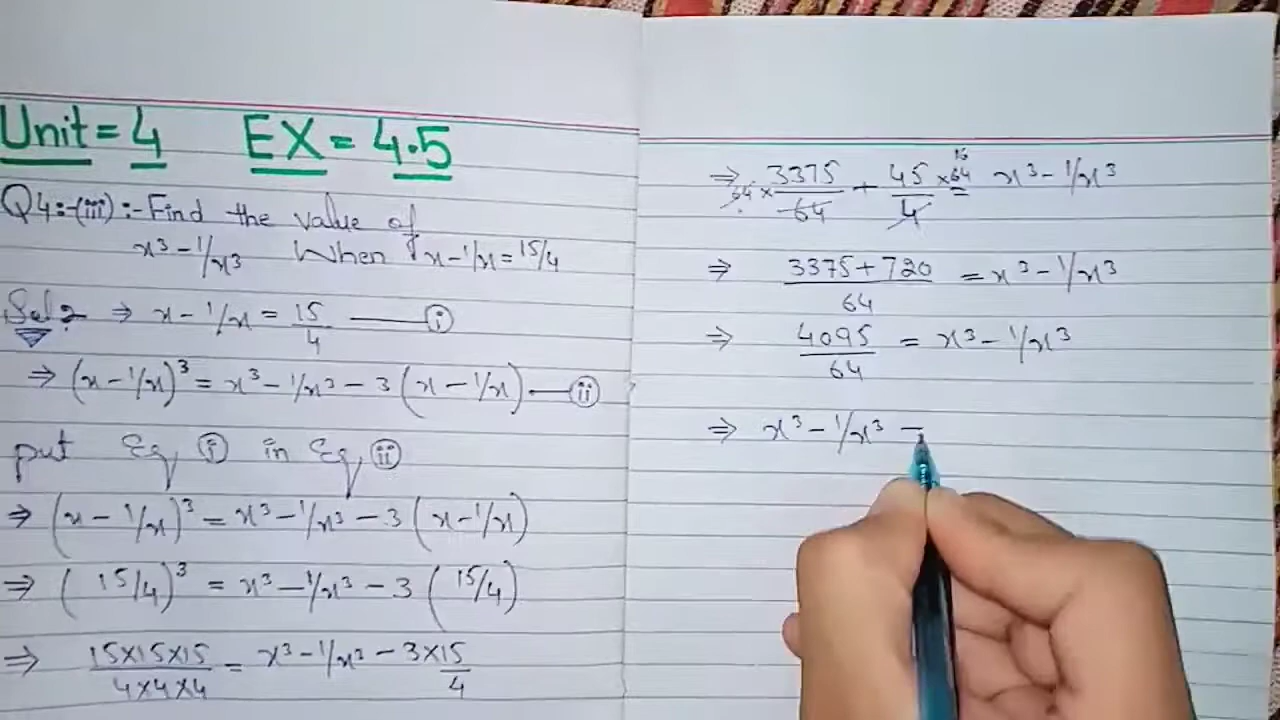 Unit = 4 EX = 4.5
Q4:-(iii) :- Find the value of
x³ - 1/x³ When x - 1/x = 15/4
Sol: ⇒ x - 1/x = 15/4 — (i)
⇒ (x - 1/x)³ = x³ - 1/x³ - 3 (x - 1/x) — (ii)
put Eq (i) in Eq (ii)
⇒ (x - 1/x)³ = x³ - 1/x³ - 3 (x - 1/x)
⇒ (15/4)³ = x³ - 1/x³ - 3 (15/4)
⇒ 15×15×15/4×4×4 = x³ - 1/x³ - 3×15/4
⇒ 64 × 3375/64 + 45/4 × 64 16 = x³ - 1/x³
⇒ 3375 + 720/64 = x³ - 1/x³
⇒ 4095/64 = x³ - 1/x³
⇒ x³ - 1/x³ =